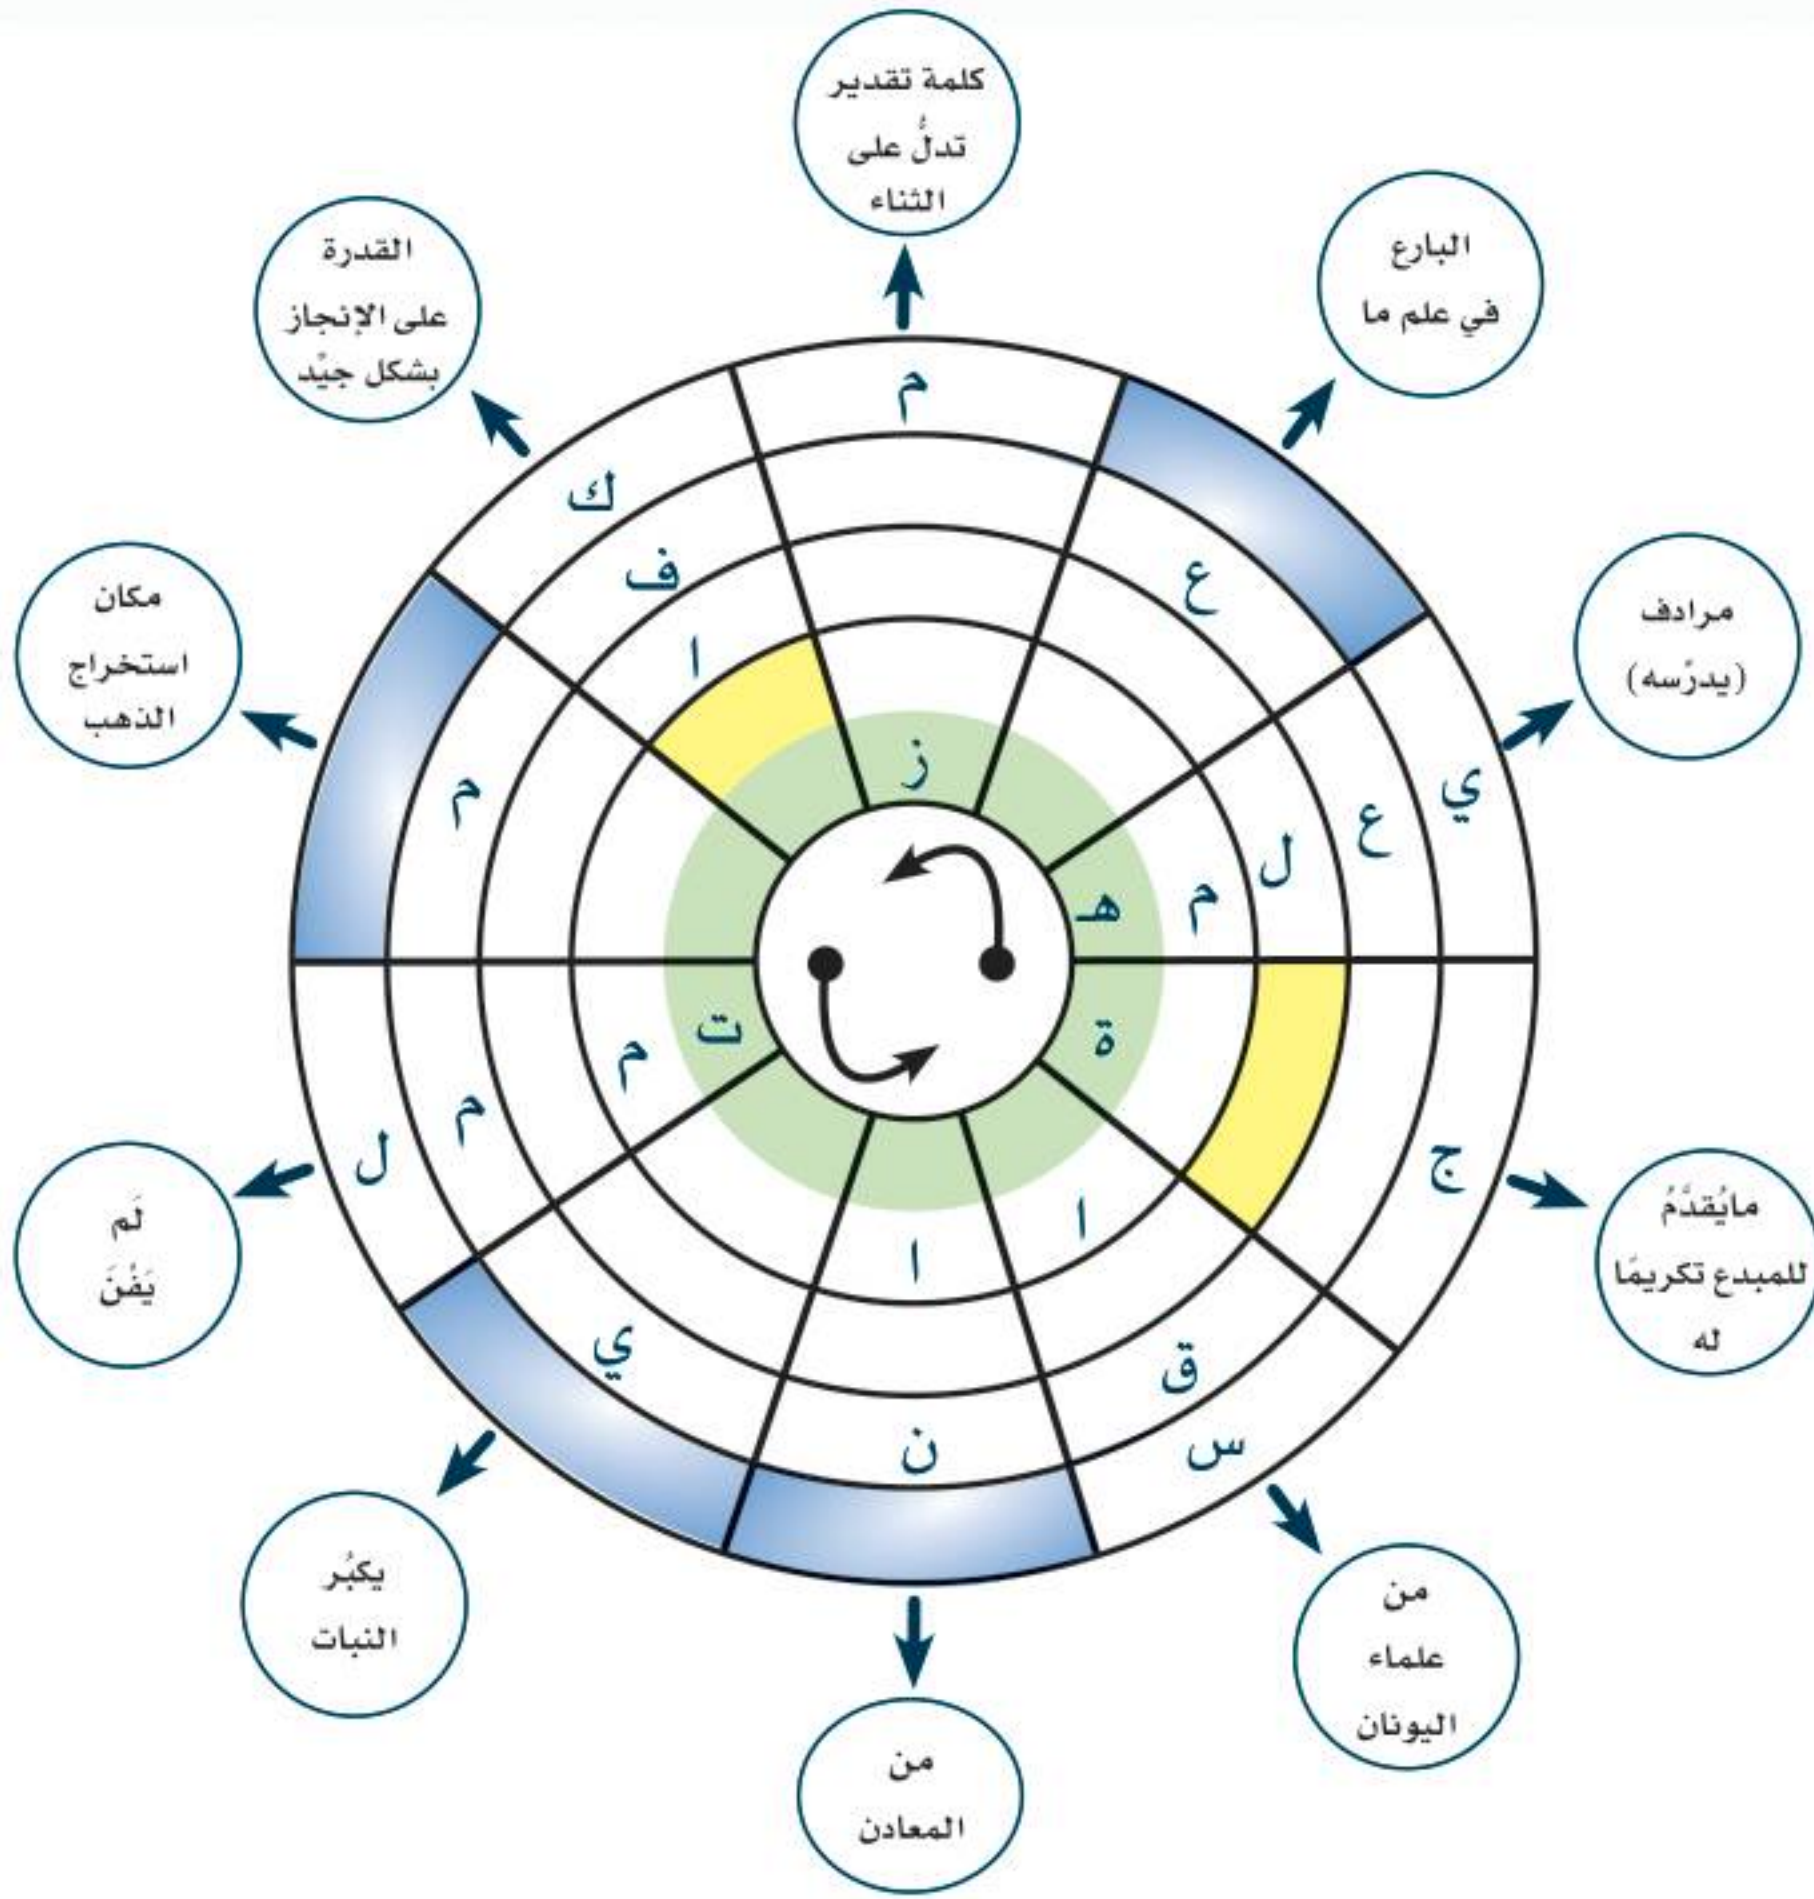 كلمة تقدير
تدلُّ على
الثناء
البارع
في علم ما
مرادف
(يدرّسه)
مايُقدَّمُ
للمبدع تكريمًا
له
من
علماء
اليونان
من
المعادن
يكبُر
النبات
لَم
يَفْنَ
مكان
استخراج
الذهب
القدرة
على الإنجاز
بشكل جيِّد
م
ز
ع
ي
ع
ل
م
هـ
ج
ة
س
ق
ا
ن
ا
ي
ل
م
م
ت
م
ك
ف
ا